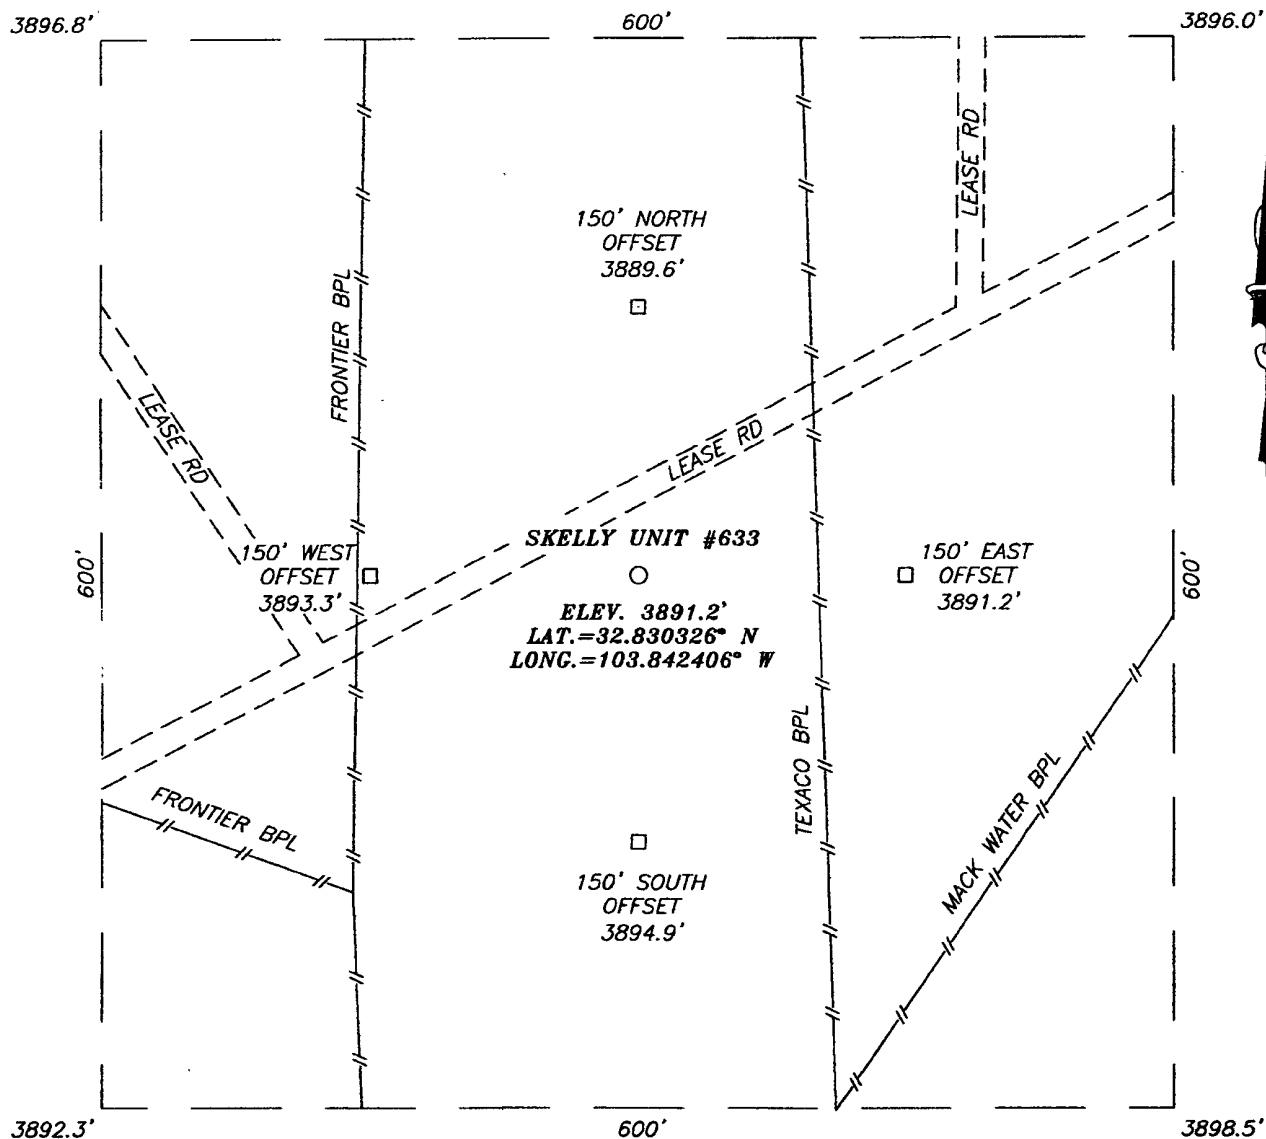 3896.8'
600'
3896.0'
LEASE RD
150' NORTH
OFFSET
3889.6'
FRONTIER BPL
LEASE RD
LEASE RD
SKELLY UNIT #633
600'
150' WEST
OFFSET
3893.3'
150' EAST
OFFSET
3891.2'
600'
ELEV. 3891.2'
LAT.=32.830326° N
LONG.=103.842406° W
TEXACO BPL
MACK WATER BPL
FRONTIER BPL
150' SOUTH
OFFSET
3894.9'
3892.3'
600'
3898.5'